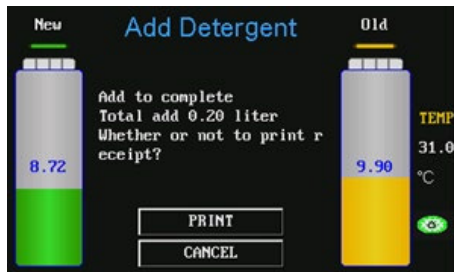 New
Add Detergent
Old
Add to complete
Total add 0.20 liter
Whether or not to print r
eceipt?
TEMP
31.0
°C
8.72
9.90
PRINT
CANCEL